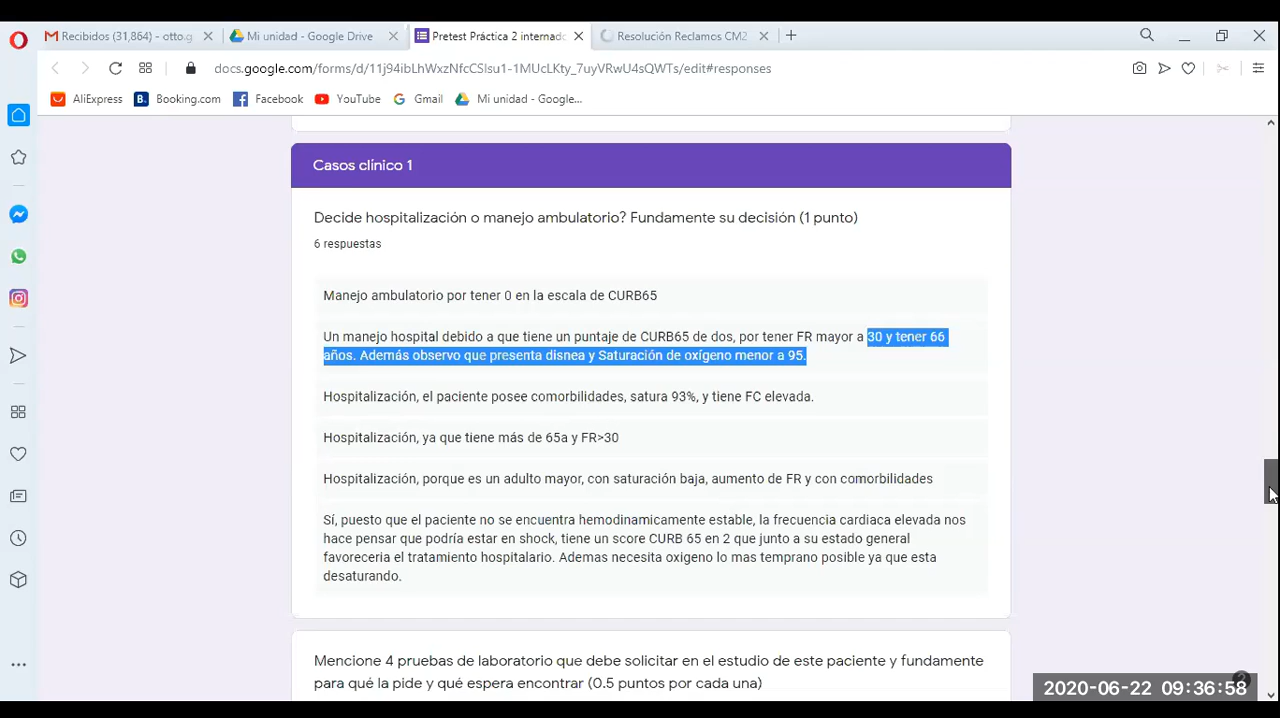 Recibidos (31,864) - otto.g
Mi unidad - Google Drive
Pretest Práctica 2 internado
Resolución Reclamos CM2
docs.google.com/forms/d/11j94ibLhWxzNfcCSlsu1-1MUcLKty_7uyVRwU4sQWTs/edit#responses
AliExpress
Booking.com
Facebook
YouTube
Gmail
Mi unidad - Google...
Casos clínico 1
Decide hospitalización o manejo ambulatorio? Fundamente su decisión (1 punto)
6 respuestas
Manejo ambulatorio por tener 0 en la escala de CURB65
Un manejo hospital debido a que tiene un puntaje de CURB65 de dos, por tener FR mayor a 30 y tener 66
años. Además observo que presenta disnea y Saturación de oxígeno menor a 95.
Hospitalización, el paciente posee comorbilidades, satura 93%, y tiene FC elevada.
Hospitalización, ya que tiene más de 65a y FR>30
Hospitalización, porque es un adulto mayor, con saturación baja, aumento de FR y con comorbilidades
Sí, puesto que el paciente no se encuentra hemodinamicamente estable, la frecuencia cardiaca elevada nos
hace pensar que podría estar en shock, tiene un score CURB 65 en 2 que junto a su estado general
favoreceria el tratamiento hospitalario. Ademas necesita oxigeno lo mas temprano posible ya que esta
desaturando.
Mencione 4 pruebas de laboratorio que debe solicitar en el estudio de este paciente y fundamente
para qué la pide y qué espera encontrar (0.5 puntos por cada una)
2020-06-22 09:36:58